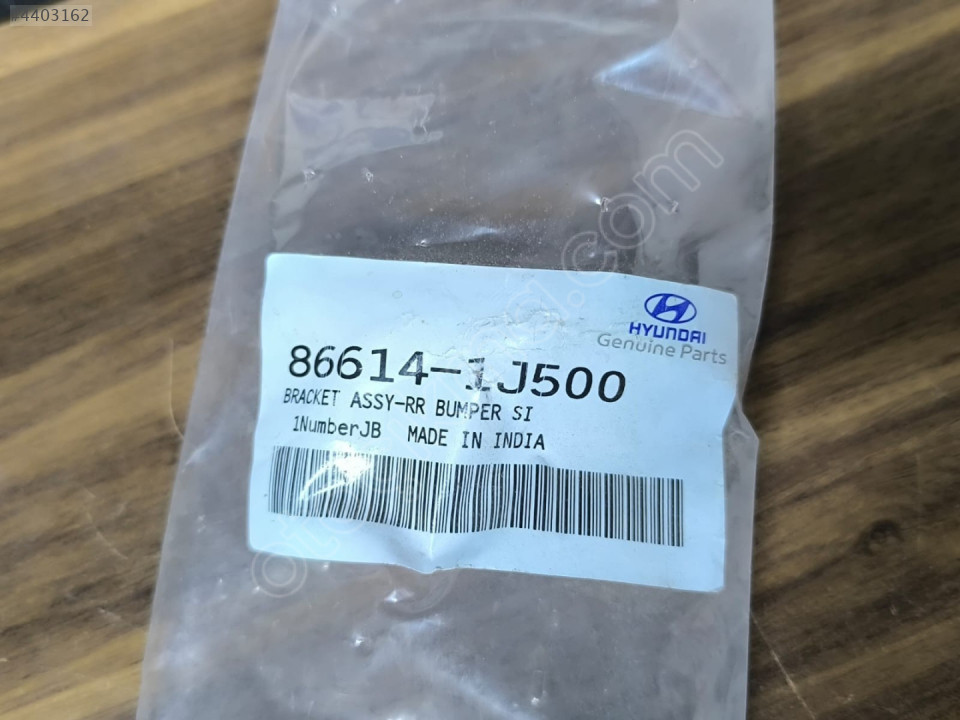 #4403162
HYUNDAI
Genuine Parts
86614-1J500
BRACKET ASSY-RR BUMPER SI
1NumberJB MADE IN INDIA